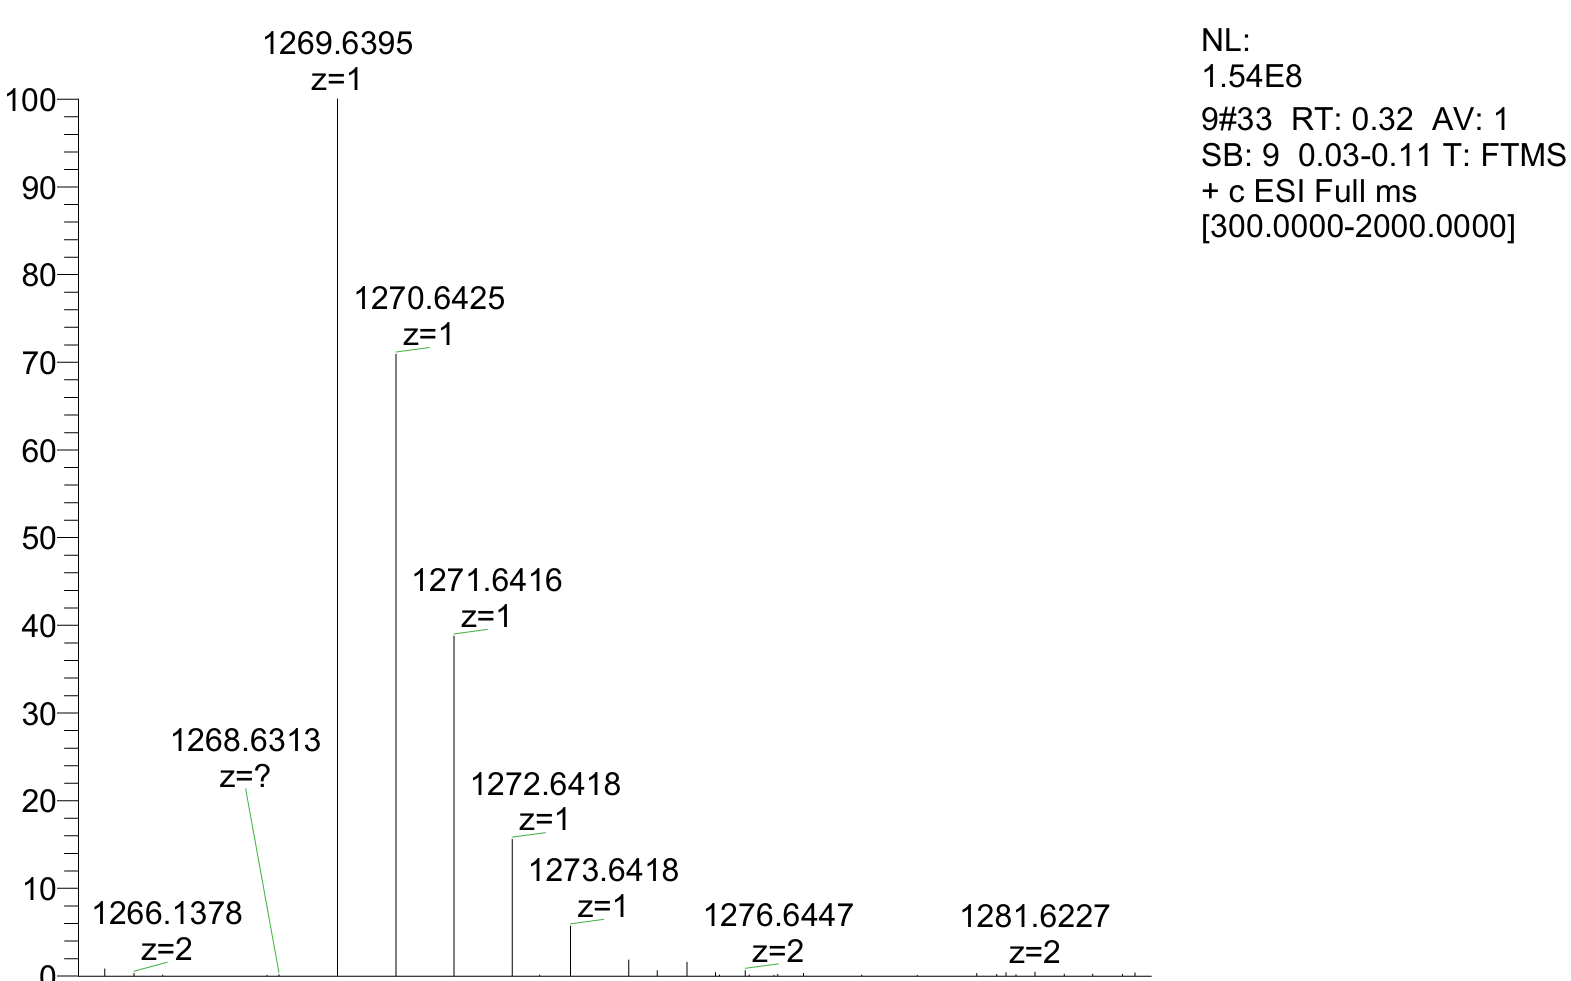 1269.6395
z=1
NL:
1.54E8
9#33 RT: 0.32 AV: 1
SB: 9 0.03-0.11 T: FTMS
+ c ESI Full ms
[300.0000-2000.0000]
100
90
80
1270.6425
z=1
70
60
1271.6416
z=1
50
40
30
1268.6313
z=?
1272.6418
z=1
20
1273.6418
z=1
10
1266.1378
z=2
1276.6447
z=2
1281.6227
z=2
0